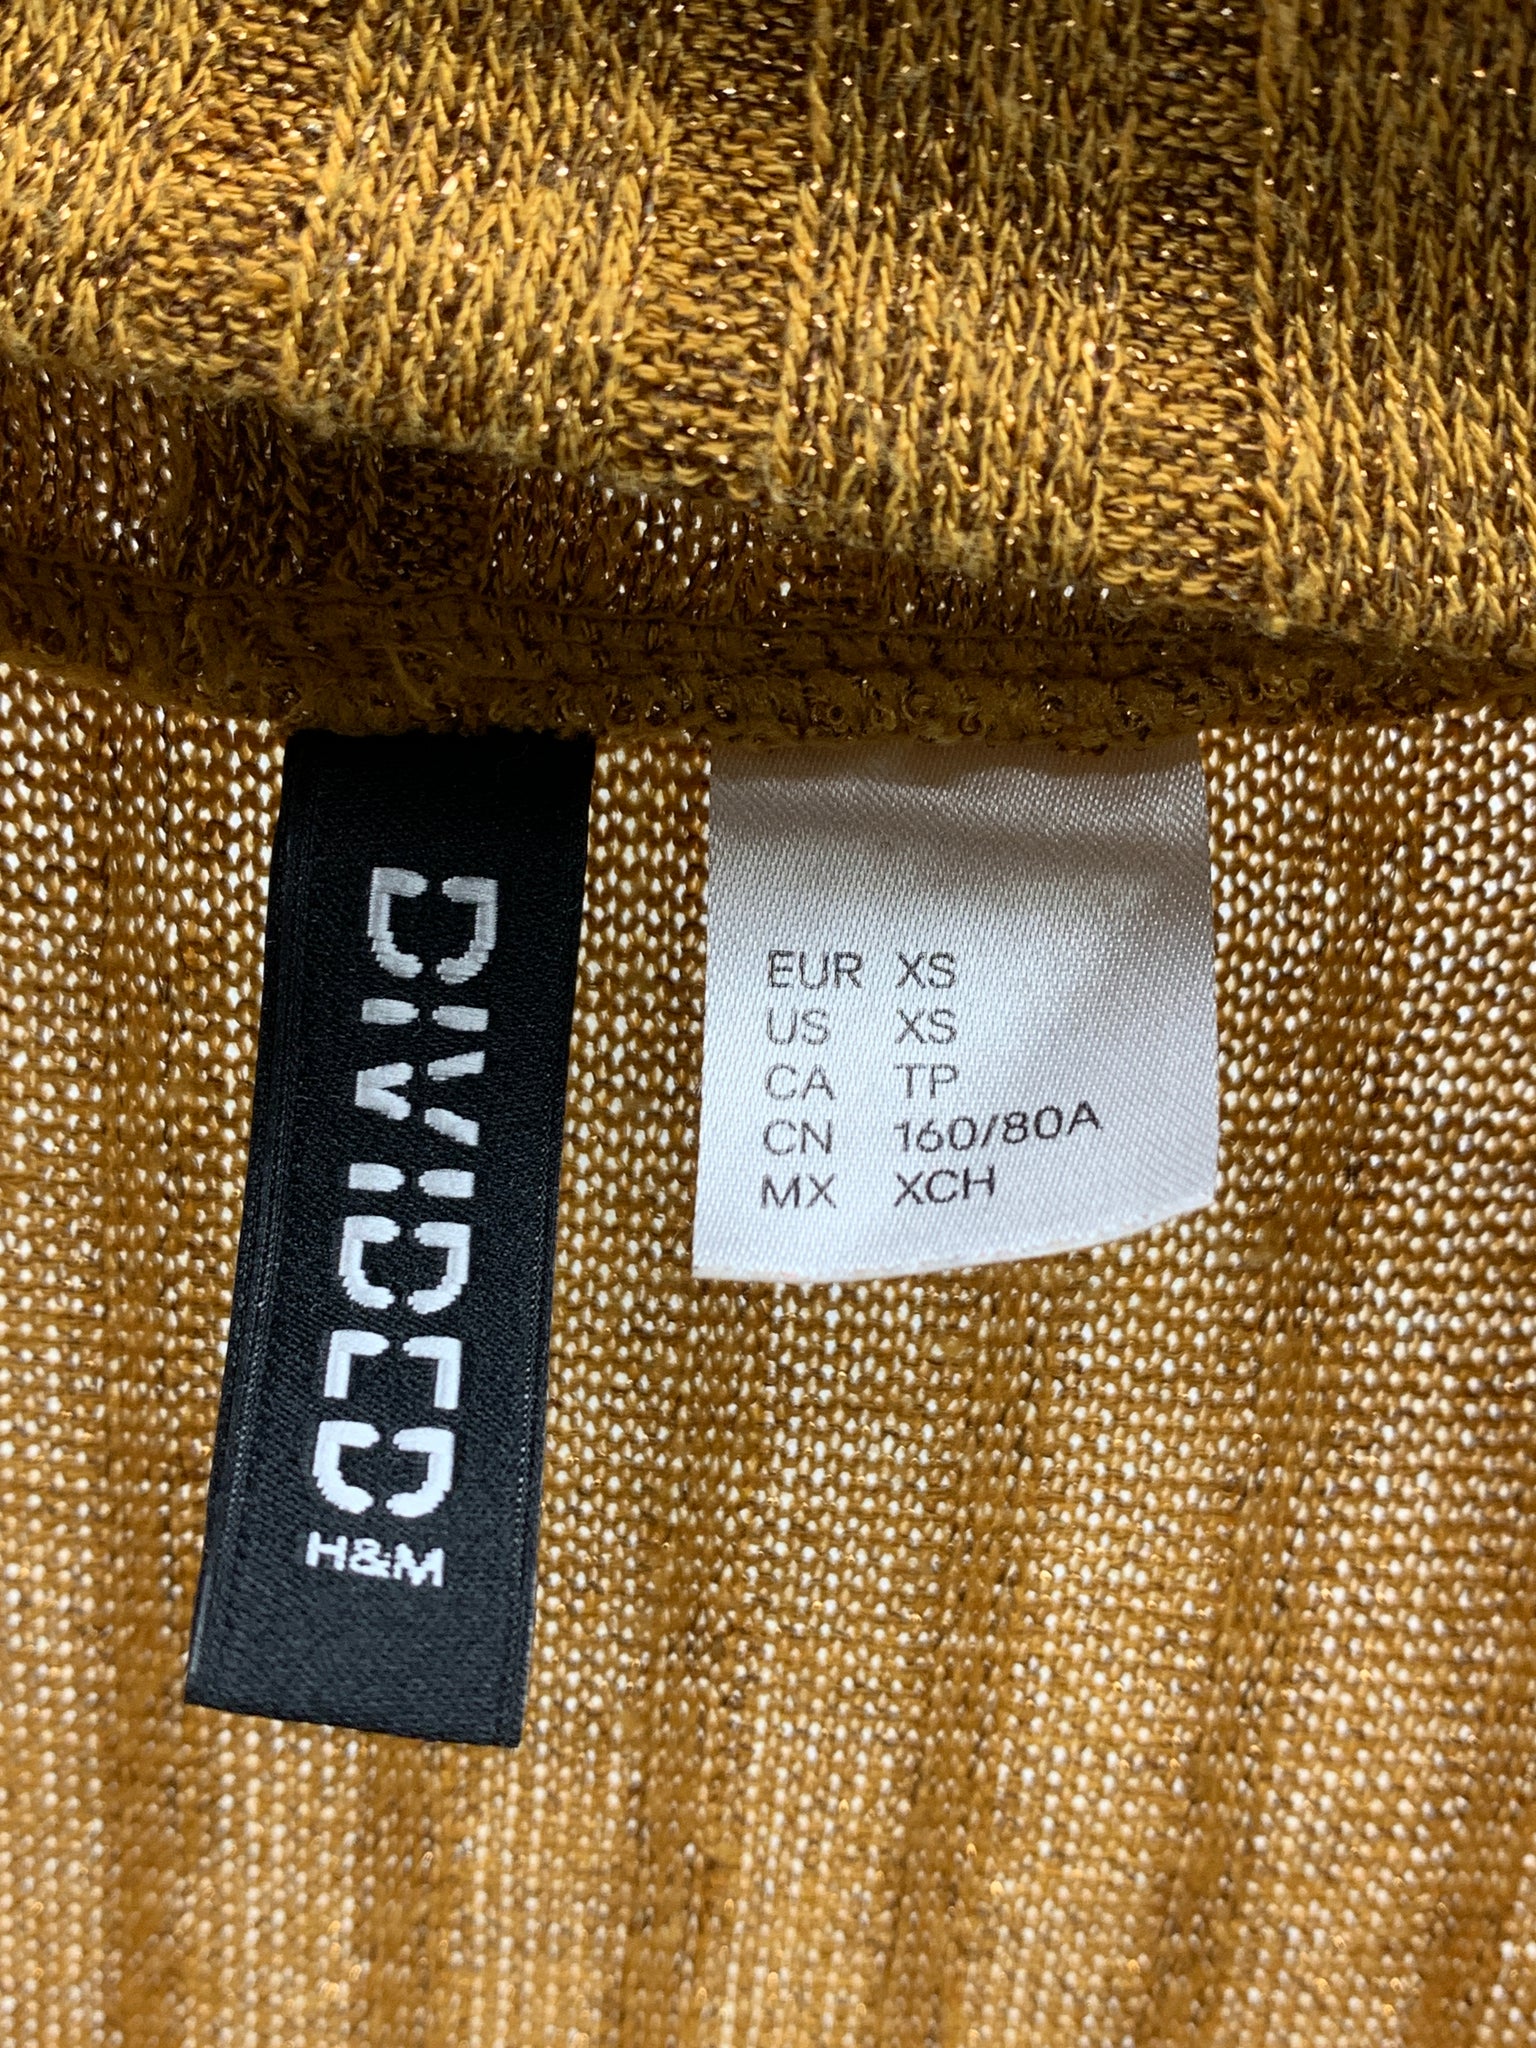 DIVIDED
H&M
EUR XS
US XS
CA TP
CN 160/80A
MX XCH